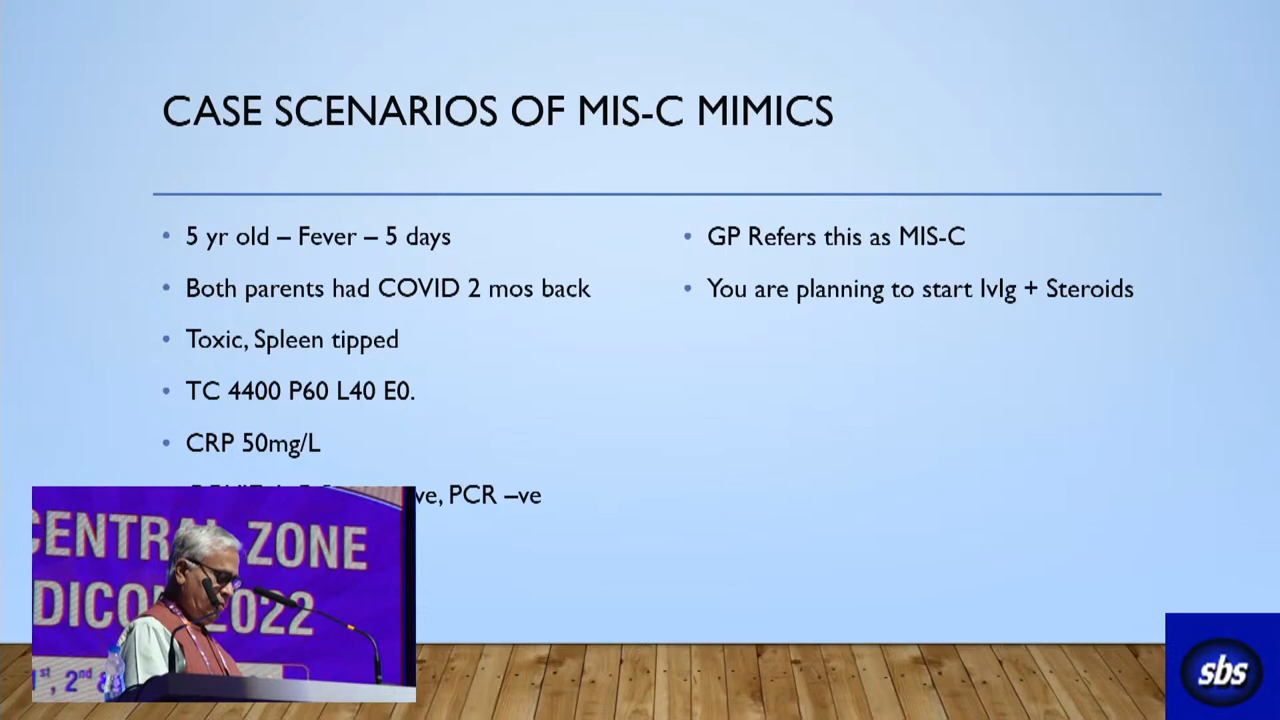 CASE SCENARIOS OF MIS-C MIMICS
5 yr old – Fever – 5 days
Both parents had COVID 2 mos back
Toxic, Spleen tipped
TC 4400 P60 L40 E0.
CRP 50mg/L
PCR –ve
GP Refers this as MIS-C
You are planning to start IvIg + Steroids
CENTRAL ZONE
2022
2nd
sbs